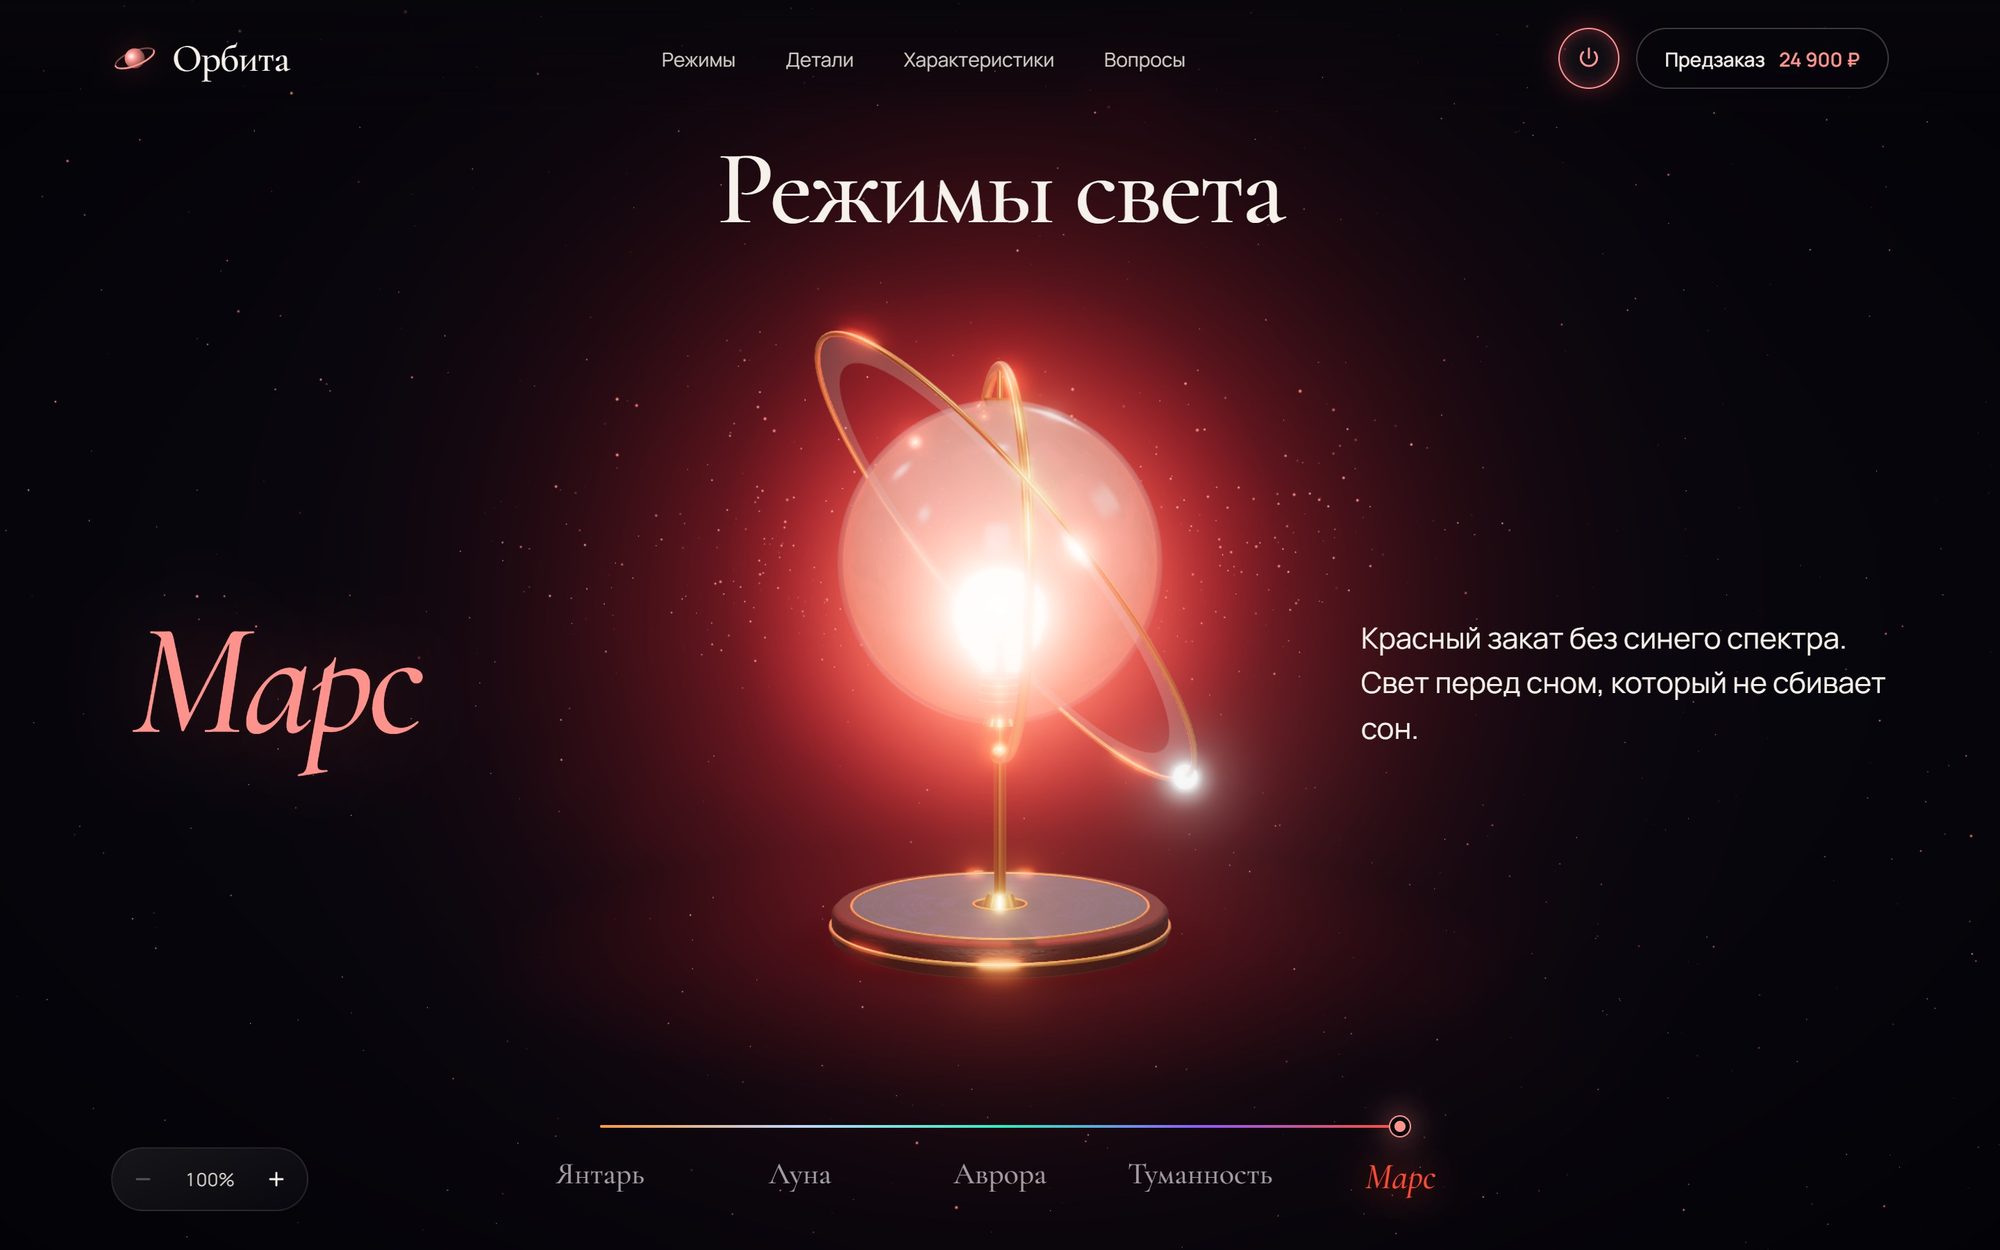 Орбита
Режимы
Детали
Характеристики
Вопросы
Предзаказ 24 900 ₽
Режимы света
Марс
Красный закат без синего спектра.
Свет перед сном, который не сбивает
сон.
Янтарь
Луна
Аврора
Туманность
Марс
− 100% +